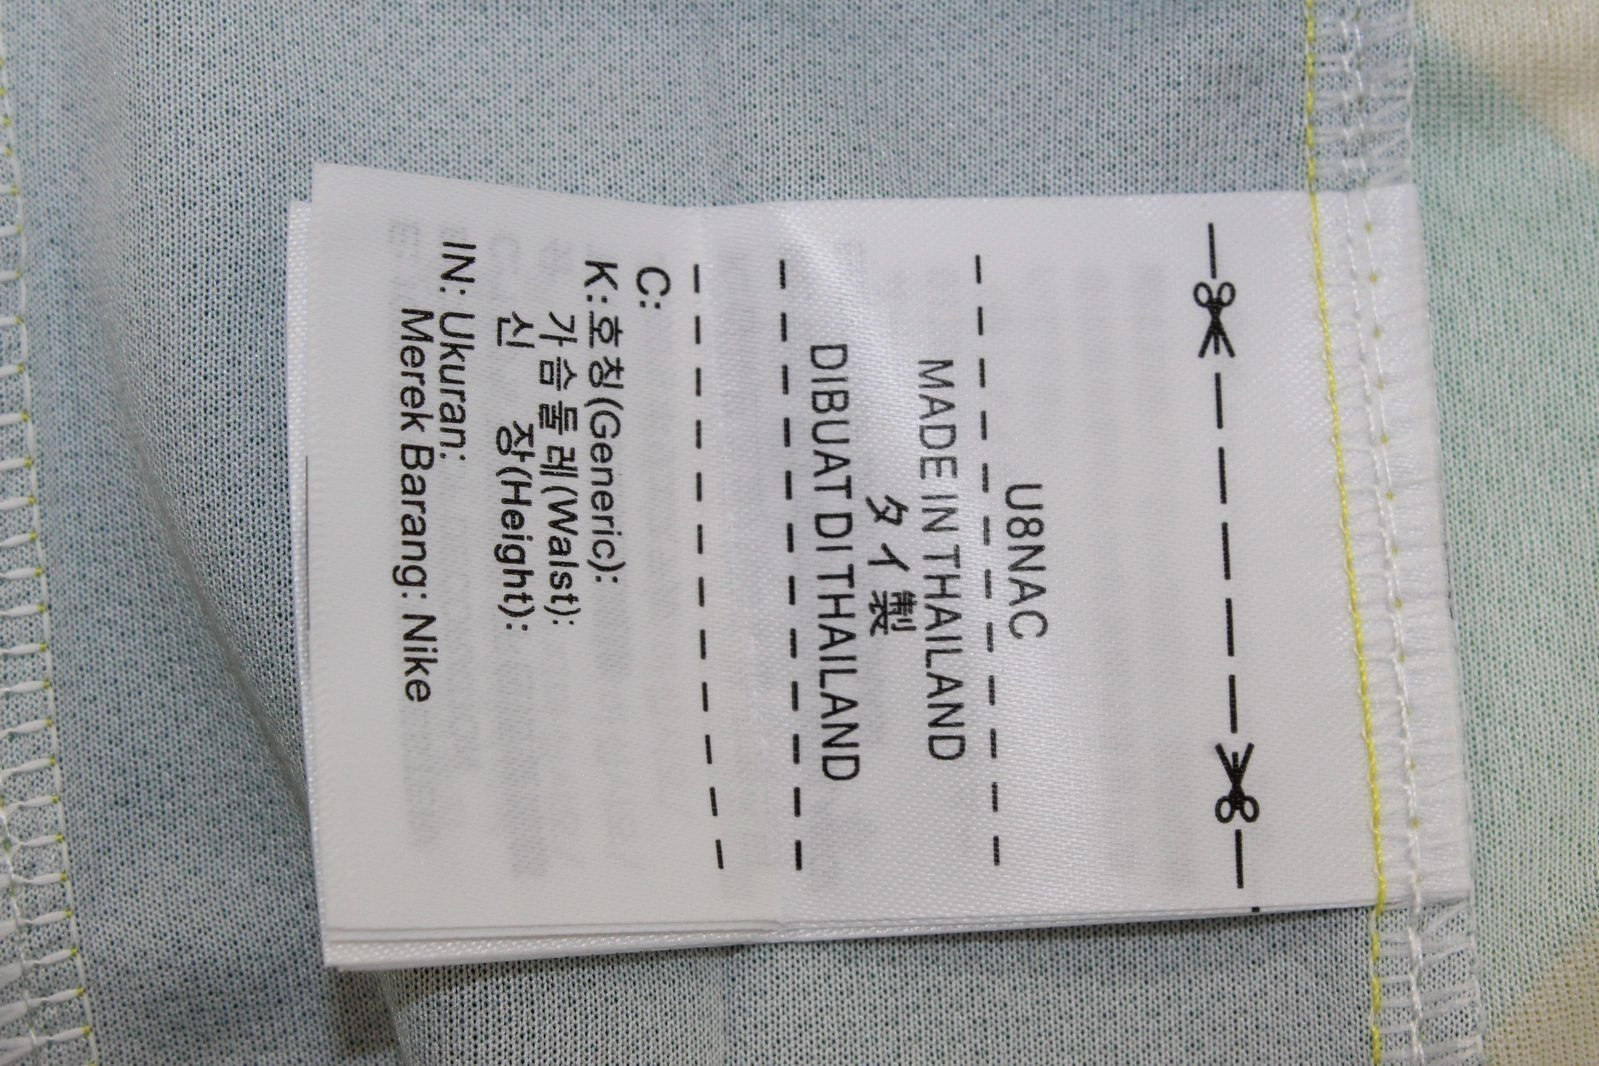 U8NAC
MADE IN THAILAND
タイ製
DIBUAT DI THAILAND
C:
K:호칭(Generic):
가슴둘레(Walst):
신 장(Height):
IN: Ukuran:
Merek Barang: Nike